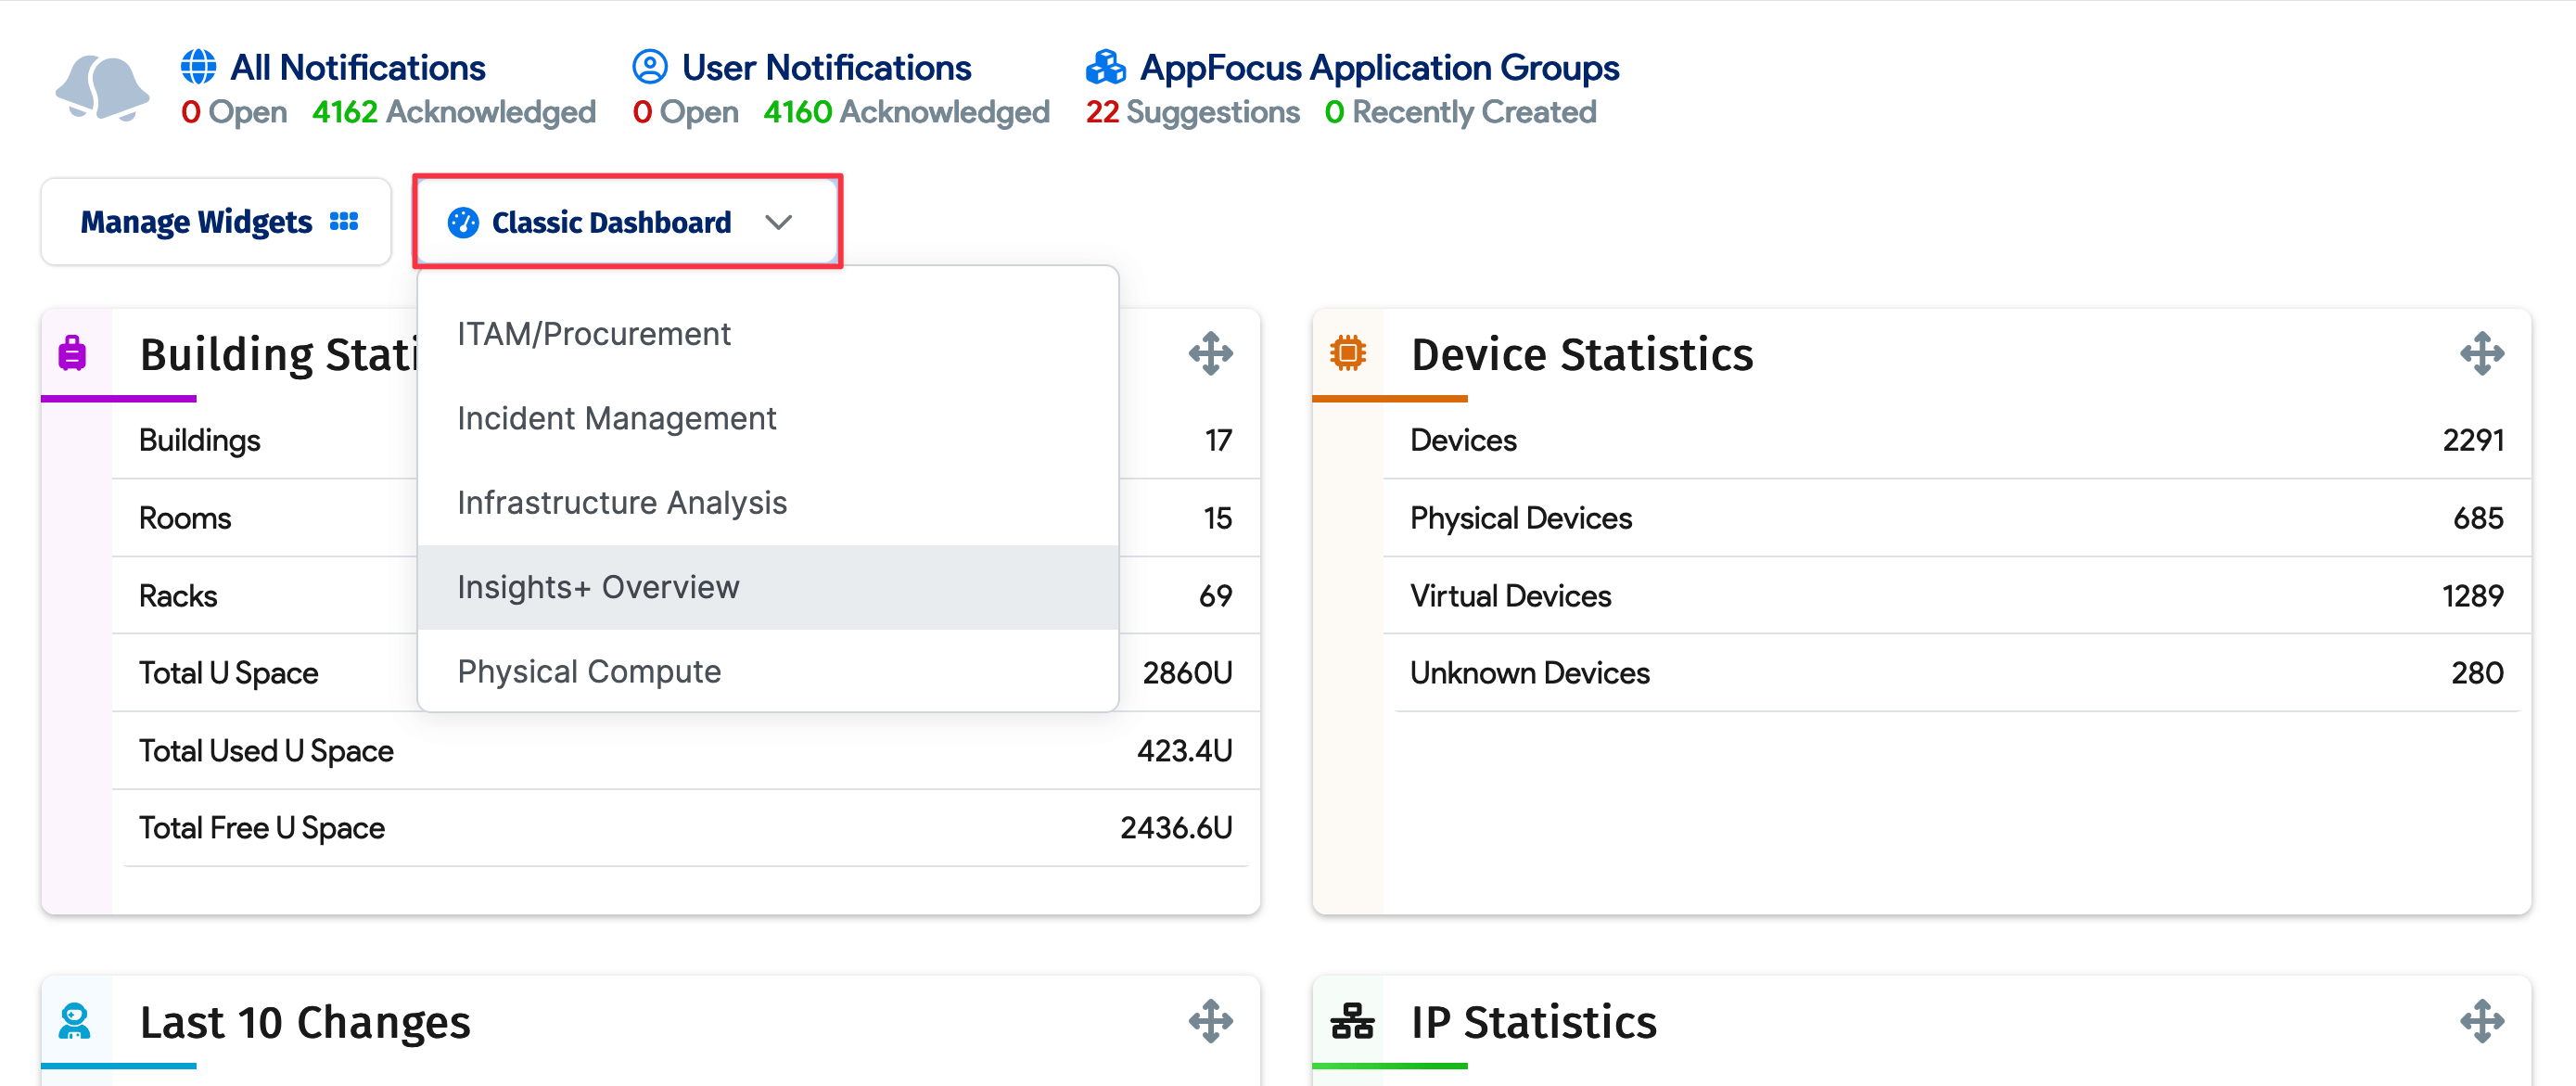 All Notifications
0 Open 4162 Acknowledged
User Notifications
0 Open 4160 Acknowledged
AppFocus Application Groups
22 Suggestions 0 Recently Created
Manage Widgets
Classic Dashboard
ITAM/Procurement
Incident Management
Infrastructure Analysis
Insights+ Overview
Physical Compute
Building Stati
Buildings 17
Rooms 15
Racks 69
Total U Space 2860U
Total Used U Space 423.4U
Total Free U Space 2436.6U
Device Statistics
Devices 2291
Physical Devices 685
Virtual Devices 1289
Unknown Devices 280
Last 10 Changes
IP Statistics